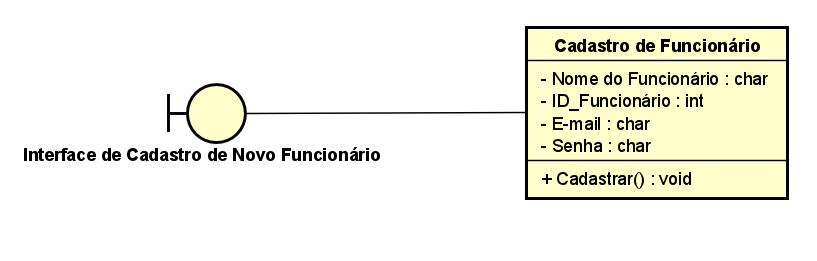 Cadastro de Funcionário
- Nome do Funcionário : char
- ID_Funcionário : int
- E-mail : char
- Senha : char
+ Cadastrar() : void
Interface de Cadastro de Novo Funcionário